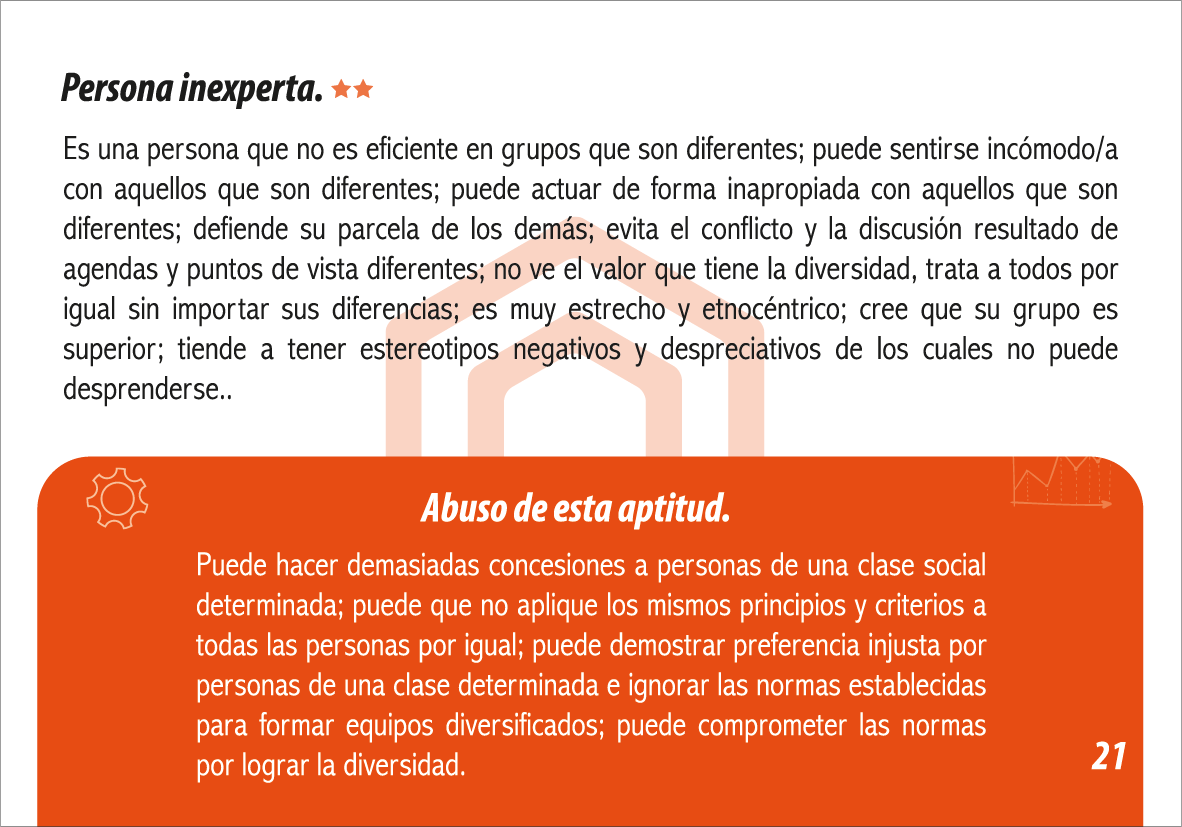 Persona inexperta.
Es una persona que no es eficiente en grupos que son diferentes; puede sentirse incómodo/a
con aquellos que son diferentes; puede actuar de forma inapropiada con aquellos que son
diferentes; defiende su parcela de los demás; evita el conflicto y la discusión resultado de
agendas y puntos de vista diferentes; no ve el valor que tiene la diversidad, trata a todos por
igual sin importar sus diferencias; es muy estrecho y etnocéntrico; cree que su grupo es
superior; tiende a tener estereotipos negativos y despreciativos de los cuales no puede
desprenderse..
Abuso de esta aptitud.
Puede hacer demasiadas concesiones a personas de una clase social
determinada; puede que no aplique los mismos principios y criterios a
todas las personas por igual; puede demostrar preferencia injusta por
personas de una clase determinada e ignorar las normas establecidas
para formar equipos diversificados; puede comprometer las normas
por lograr la diversidad.
21